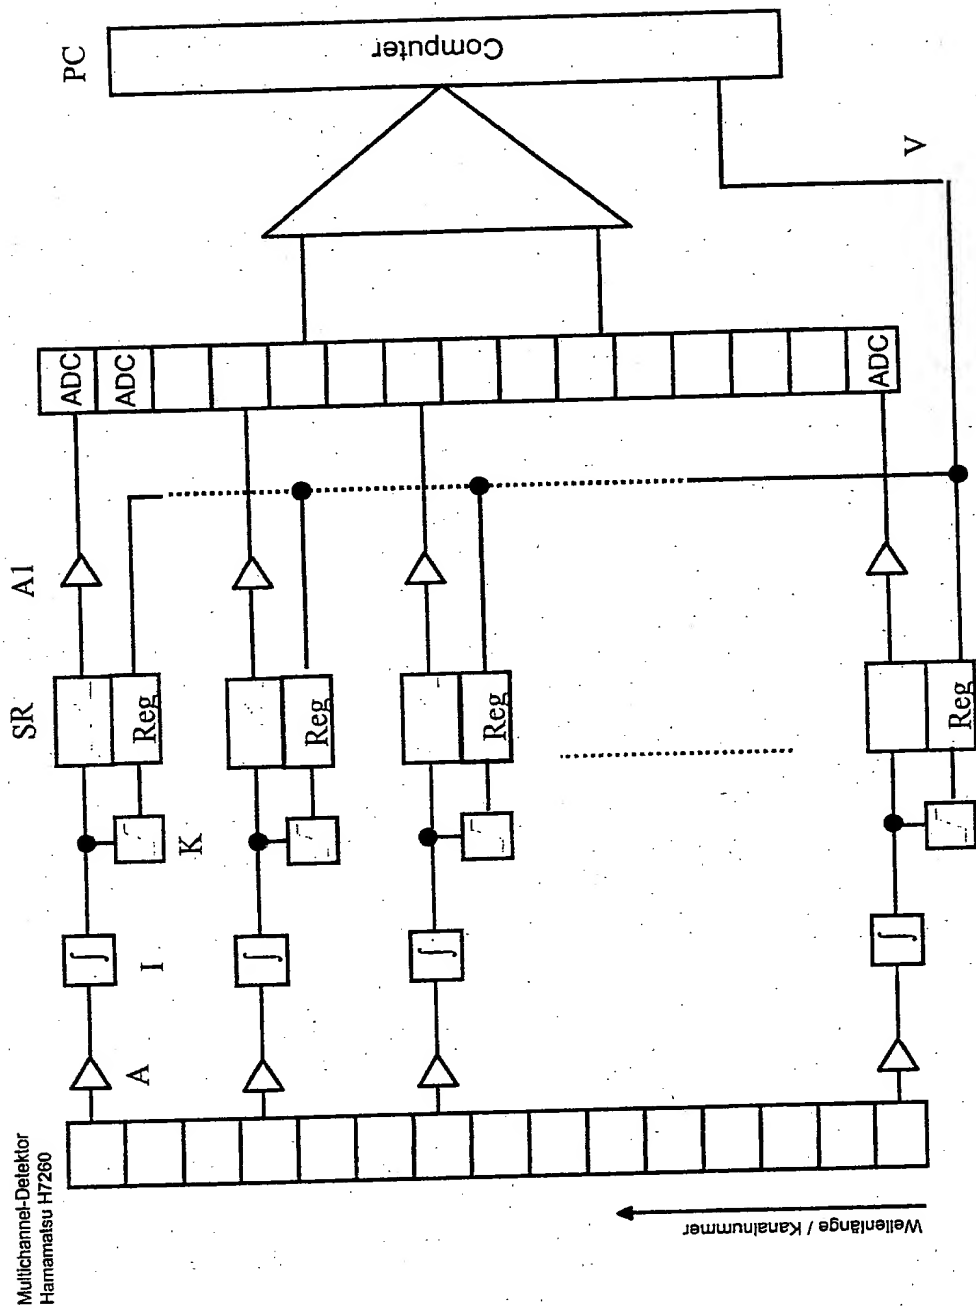 Multichannel-Detektor
Hamamatsu H7260
Wellenlänge / Kanalnummer
A
I
K
SR
A1
PC
V
Reg
Reg
Reg
Reg
ADC
ADC
ADC
Computer